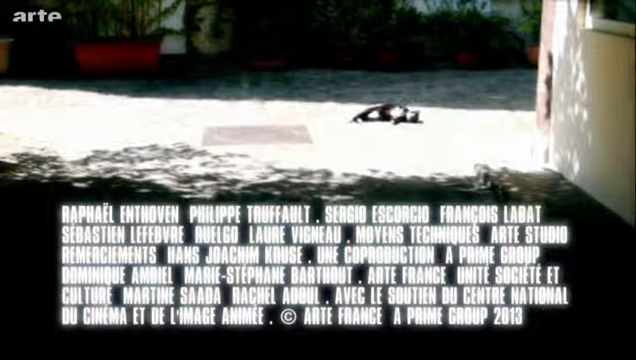 arte
RAPHAËL ENTHOVEN PHILIPPE TRUFFAULT . SERGIO ESCORCIO FRANÇOIS LABAT
SÉBASTIEN LEFEBVRE RUELGO LAURE VIGNEAU . MOYENS TECHNIQUES ARTE STUDIO
REMERCIEMENTS HANS JOACHIM KRUSE . UNE COPRODUCTION A PRIME GROUP
DOMINIQUE AMBIEL MARIE-STÉPHANE BARTHOUT . ARTE FRANCE UNITÉ SOCIÉTÉ ET
CULTURE MARTINE SAADA RACHEL ADOUL . AVEC LE SOUTIEN DU CENTRE NATIONAL
DU CINÉMA ET DE L'IMAGE ANIMÉE . © ARTE FRANCE A PRIME GROUP 2013